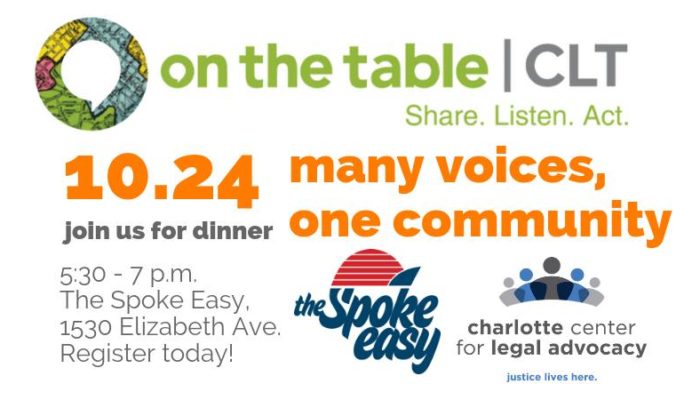 on the table | CLT
Share. Listen. Act.
10.24
join us for dinner
many voices,
one community
5:30 - 7 p.m.
The Spoke Easy,
1530 Elizabeth Ave.
Register today!
the Spoke
easy
charlotte center
for legal advocacy
justice lives here.